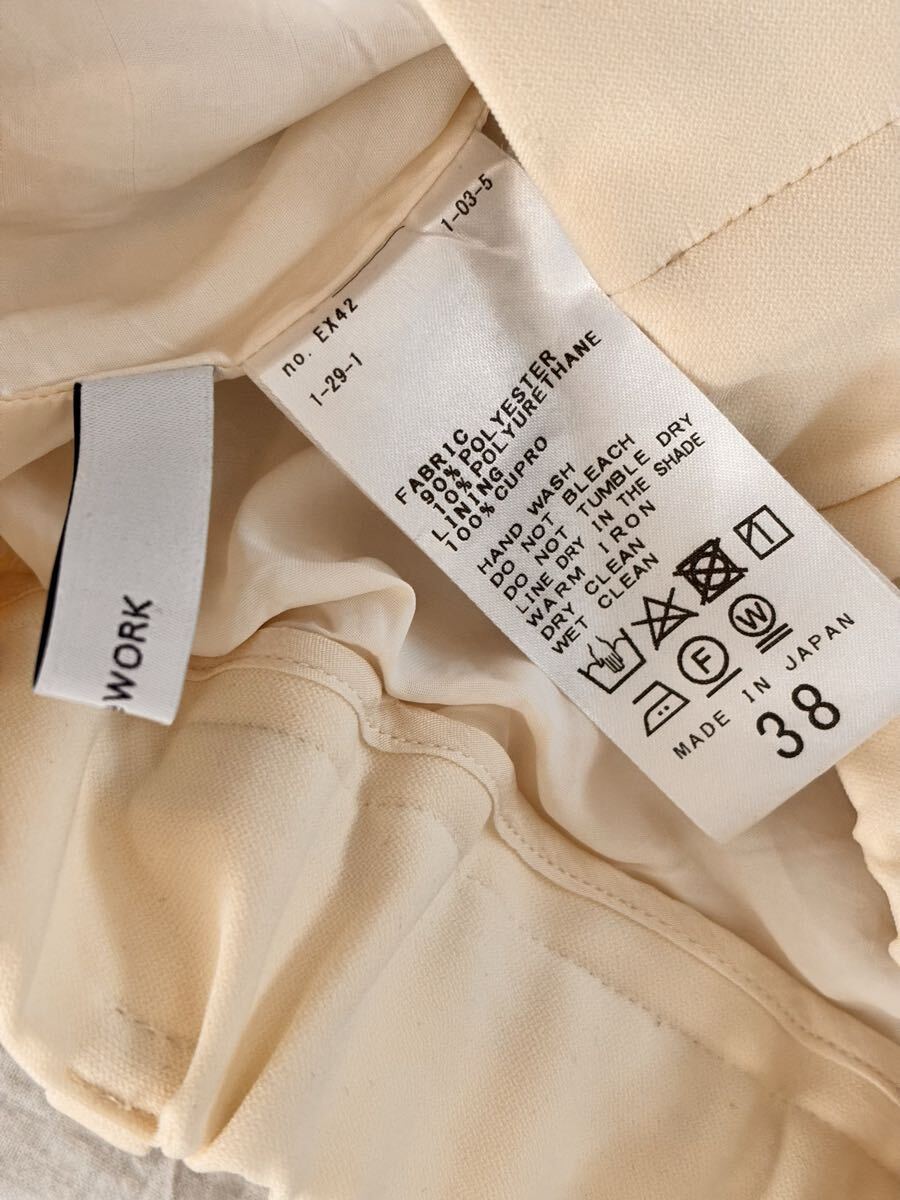 1-03-5
no. EX42
1-29-1
FABRIC
90% POLYESTER
10% POLYURETHANE
LINING
100% CUPRO
HAND WASH
DO NOT BLEACH
DO NOT TUMBLE DRY
LINE DRY IN THE SHADE
WARM IRON
DRY CLEAN
WET CLEAN
F
W
MADE IN JAPAN
38
WORK